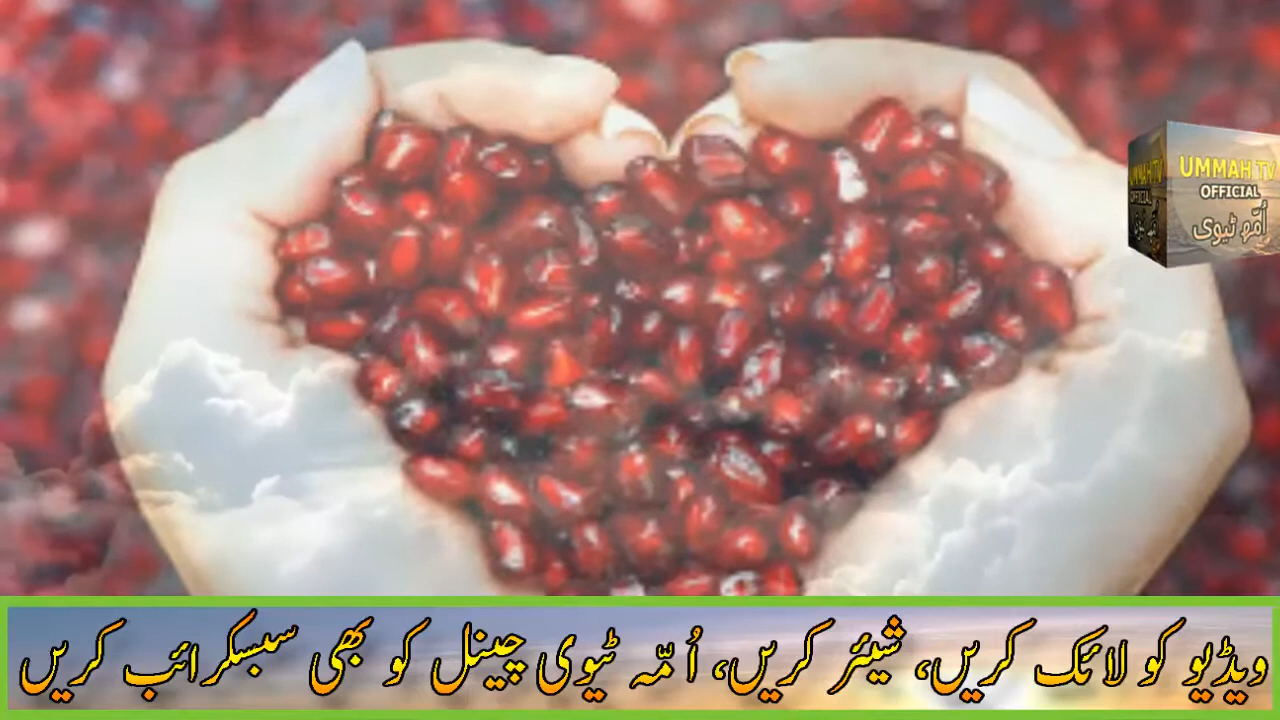 UMMAH TV
OFFICIAL
اُمّہ ٹیوی
ویڈیو کو لائک کریں، شیئر کریں، اُمّہ ٹیوی چینل کو بھی سبسکرائب کریں